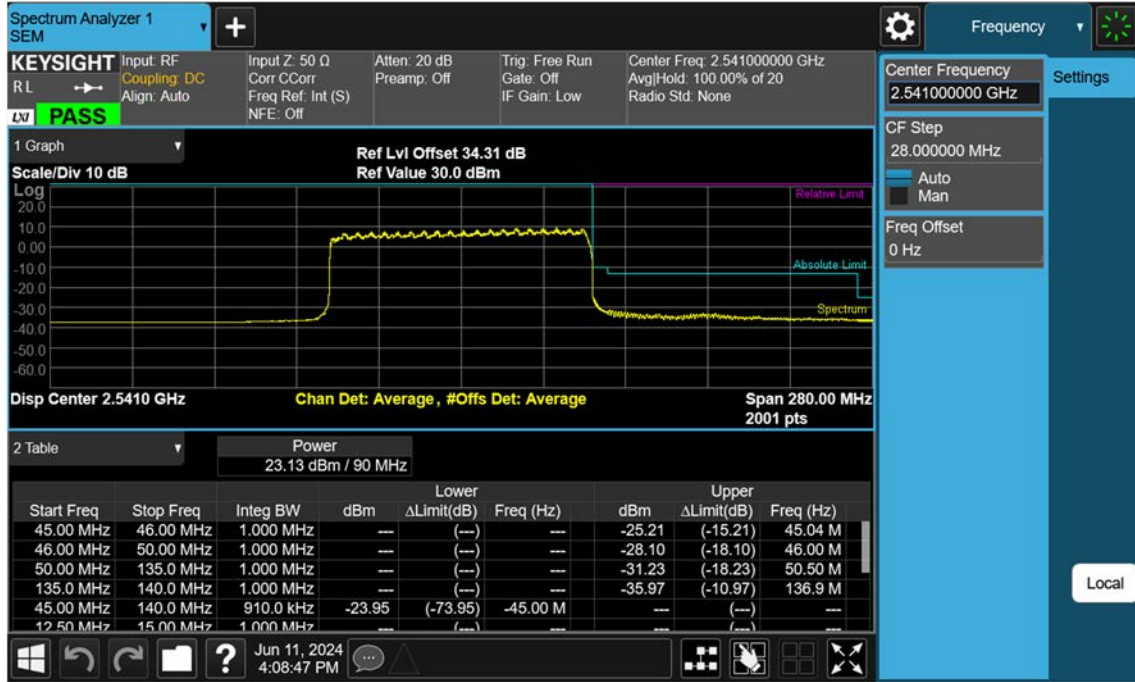 Spectrum Analyzer 1
SEM
Frequency
KEYSIGHT
RL
LXI
PASS
Input: RF
Coupling: DC
Align: Auto
Input Z: 50 Ω
Corr CCorr
Freq Ref: Int (S)
NFE: Off
Atten: 20 dB
Preamp: Off
Trig: Free Run
Gate: Off
IF Gain: Low
Center Freq: 2.541000000 GHz
Avg|Hold: 100.00% of 20
Radio Std: None
Center Frequency
2.541000000 GHz
Settings
CF Step
28.000000 MHz
Auto
Man
Freq Offset
0 Hz
Local
1 Graph
Scale/Div 10 dB
Ref Lvl Offset 34.31 dB
Ref Value 30.0 dBm
Log
20.0
10.0
0.00
-10.0
-20.0
-30.0
-40.0
-50.0
-60.0
Relative Limit
Absolute Limit
Spectrum
Disp Center 2.5410 GHz
Chan Det: Average, #Offs Det: Average
Span 280.00 MHz
2001 pts
2 Table
Power
23.13 dBm / 90 MHz
Lower Upper
Start Freq Stop Freq Integ BW dBm ΔLimit(dB) Freq (Hz) dBm ΔLimit(dB) Freq (Hz)
45.00 MHz 46.00 MHz 1.000 MHz --- (---) --- -25.21 (-15.21) 45.04 M
46.00 MHz 50.00 MHz 1.000 MHz --- (---) --- -28.10 (-18.10) 46.00 M
50.00 MHz 135.0 MHz 1.000 MHz --- (---) --- -31.23 (-18.23) 50.50 M
135.0 MHz 140.0 MHz 1.000 MHz --- (---) --- -35.97 (-10.97) 136.9 M
45.00 MHz 140.0 MHz 910.0 kHz -23.95 (-73.95) -45.00 M --- (---) ---
12.50 MHz 15.00 MHz 1.000 MHz --- (---) --- --- (---) ---
?
Jun 11, 2024
4:08:47 PM